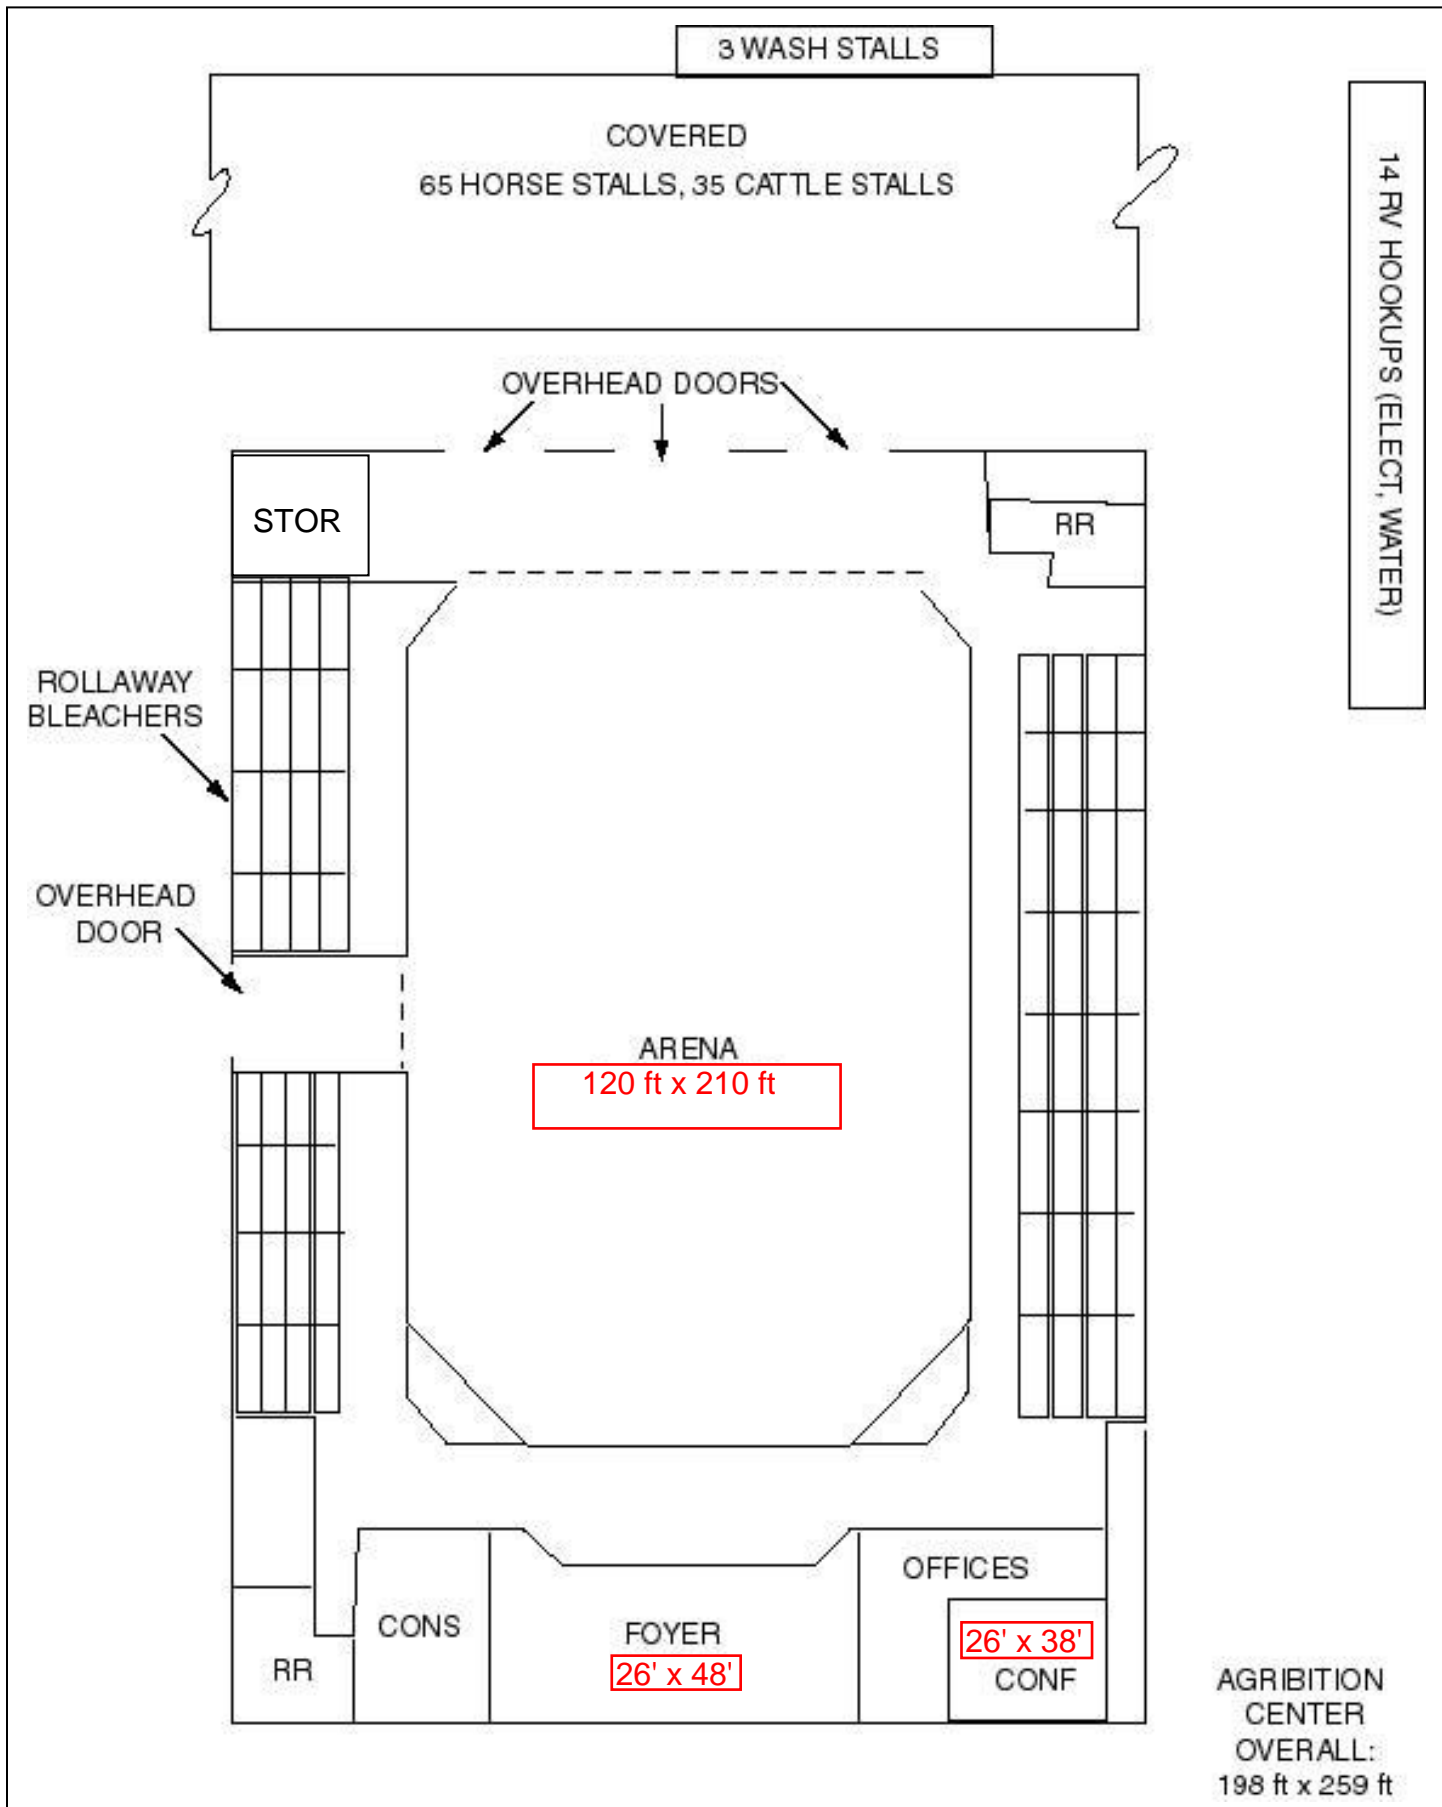 3 WASH STALLS
COVERED
65 HORSE STALLS, 35 CATTLE STALLS
14 RV HOOKUPS (ELECT, WATER)
OVERHEAD DOORS
STOR
RR
ROLLAWAY
BLEACHERS
OVERHEAD
DOOR
ARENA
120 ft x 210 ft
OFFICES
CONS
FOYER
26' x 48'
26' x 38'
CONF
RR
AGRIBITION
CENTER
OVERALL:
198 ft x 259 ft